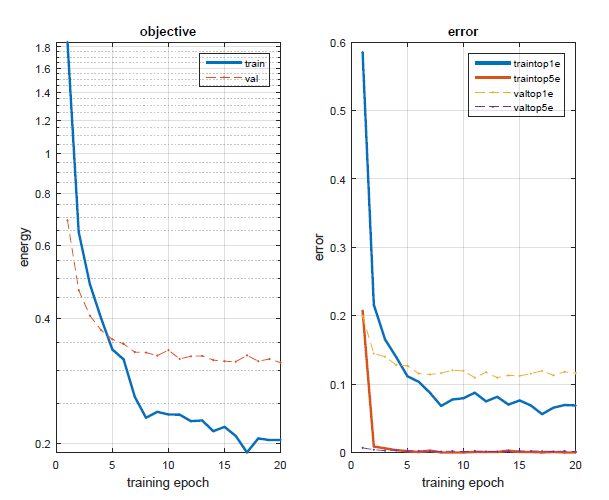 objective
error
1.8
1.6
1.4
1.2
1
0.8
0.6
0.4
0.2
energy
0
5
10
15
20
training epoch
train
val
0.6
0.5
0.4
0.3
0.2
0.1
0
error
0
5
10
15
20
training epoch
traintop1e
traintop5e
valtop1e
valtop5e